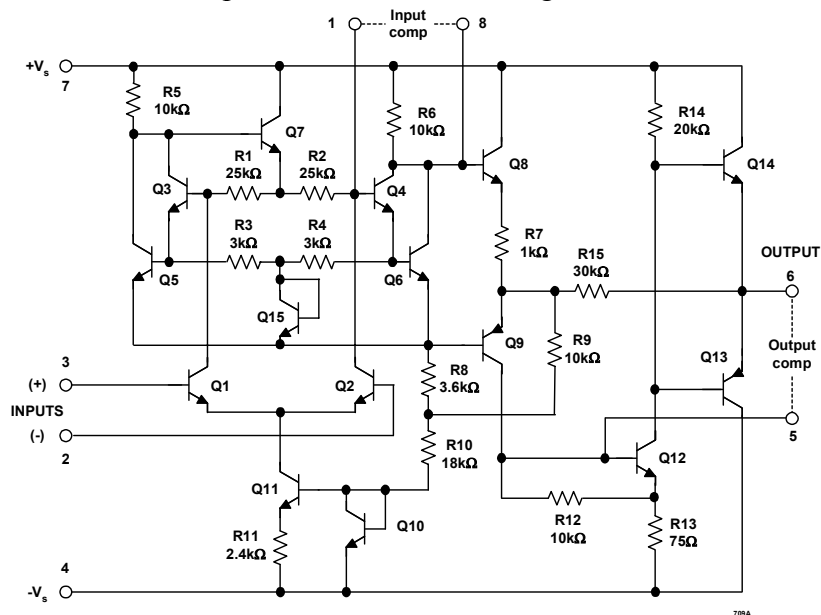 1 Input comp 8
+Vs
7
R5
10kΩ
Q7
R6
10kΩ
R14
20kΩ
Q3
R1
25kΩ
R2
25kΩ
Q4
Q8
Q14
R3
3kΩ
R4
3kΩ
R7
1kΩ
R15
30kΩ
OUTPUT
6
Q5
Q6
Q15
Q9
R9
10kΩ
Q13
Output
comp
3
(+)
Q1
Q2
R8
3.6kΩ
INPUTS
(-)
2
5
R10
18kΩ
Q12
Q11
Q10
R11
2.4kΩ
R12
10kΩ
R13
75Ω
4
-Vs
709A